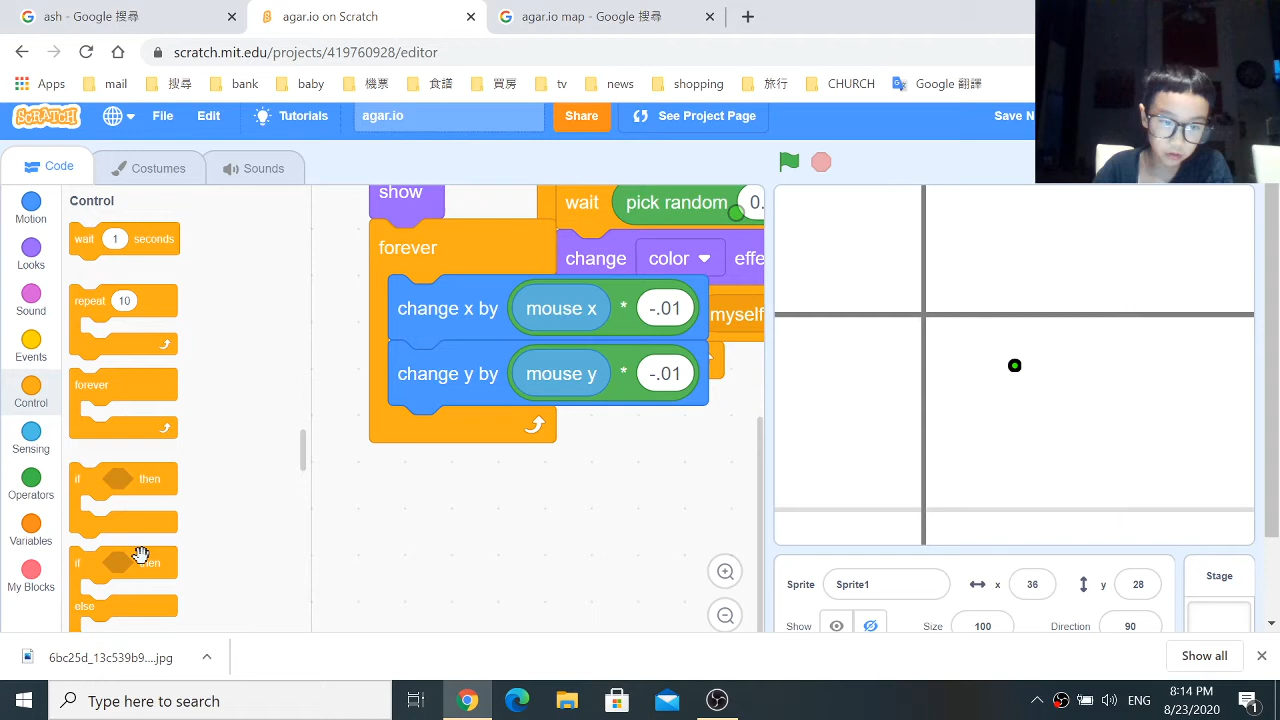 ash - Google 搜尋
agar.io on Scratch
agar.io map - Google 搜尋
scratch.mit.edu/projects/419760928/editor
Apps mail 搜尋 bank baby 機票 食譜 買房 tv news shopping 旅行 CHURCH Google 翻譯
SCRATCH File Edit Tutorials agar.io Share See Project Page Save N
Code Costumes Sounds
Motion
Looks
Sound
Events
Control
Sensing
Operators
Variables
My Blocks
Control
wait 1 seconds
repeat 10
forever
if then
if then
else
show
forever
change x by mouse x * -.01
change y by mouse y * -.01
wait pick random 0.
change color effe
myself
Sprite Sprite1 x 36 y 28
Show Size 100 Direction 90
Stage
6bc25d_13c539b9....jpg
Show all
Type here to search
ENG
8:14 PM
8/23/2020
1